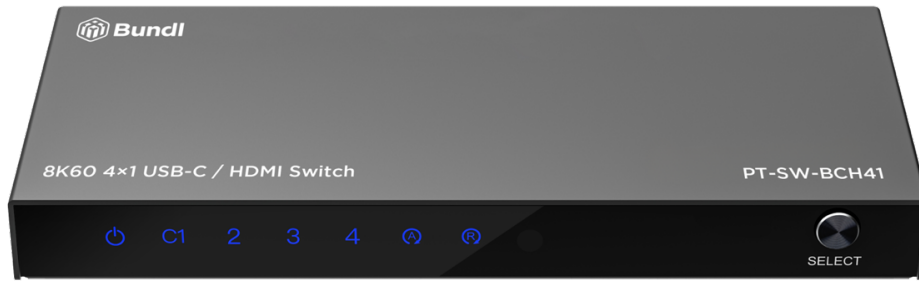 Bundl
8K60 4×1 USB-C / HDMI Switch
PT-SW-BCH41
C1 2 3 4 A R
SELECT